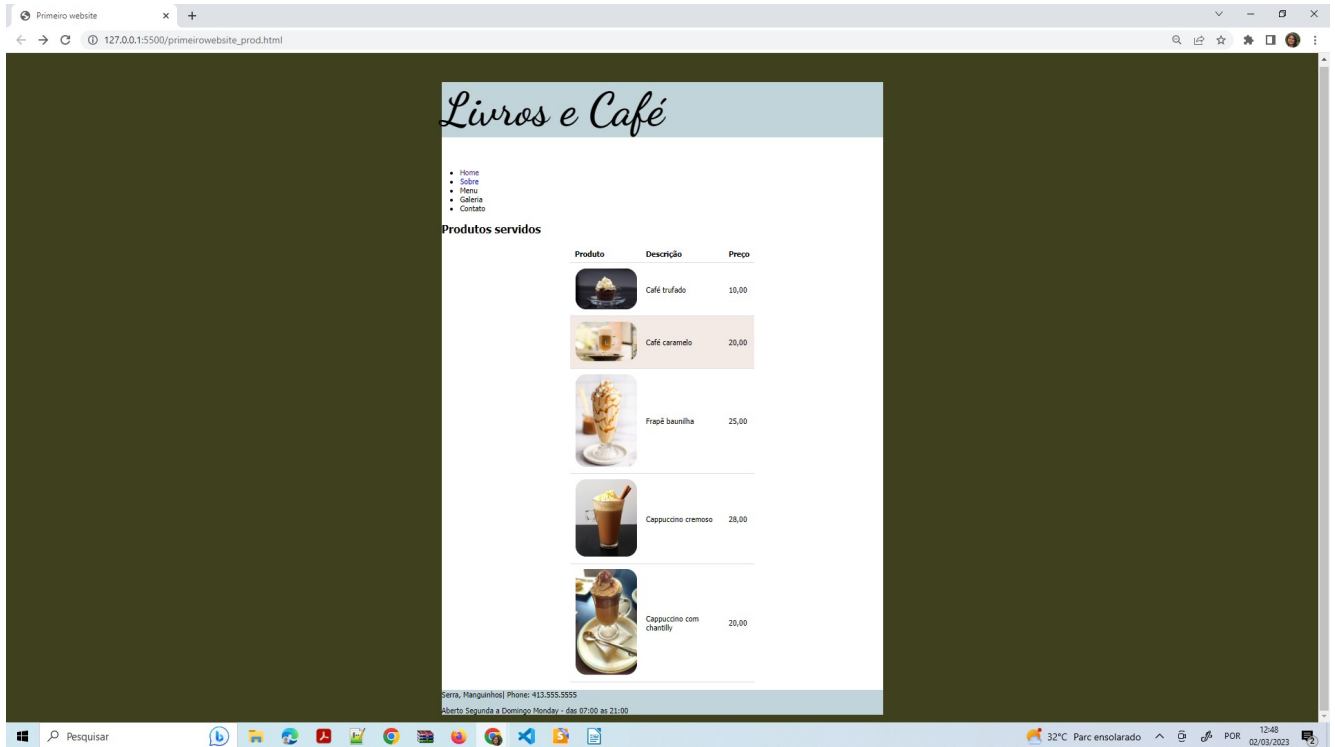 Primeiro website
127.0.0.1:5500/primeirowebsite_prod.html
Livros e Café
Home
Sobre
Menu
Galeria
Contato
Produtos servidos
Produto Descrição Preço
Café trufado 10,00
Café caramelo 20,00
Frapê baunilha 25,00
Cappuccino cremoso 28,00
Cappuccino com
chantilly 20,00
Serra, Manguinhos| Phone: 413.555.5555
Aberto Segunda a Domingo Monday - das 07:00 as 21:00
Pesquisar
32°C Parc ensolarado
POR
12:48
02/03/2023
2